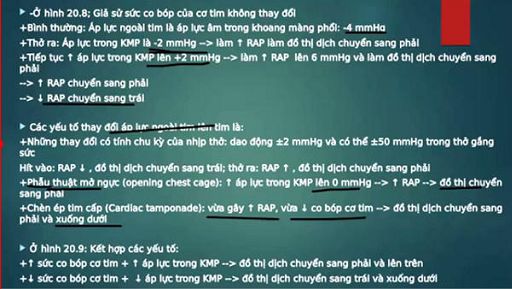 -Ở hình 20.8; Giả sử sức co bóp của cơ tim không thay đổi
+Bình thường: Áp lực ngoài tim là áp lực âm trong khoang màng phổi: -4 mmHg
+Thở ra: Áp lực trong KMP là -2 mmHg --> làm ↑ RAP làm đồ thị dịch chuyển sang phải
+Tiếp tục ↑ áp lực trong KMP lên +2 mmHg --> làm ↑ RAP lên 6 mmHg và làm đồ thị dịch chuyển sang
phải
--> ↑ RAP chuyển sang phải
--> ↓ RAP chuyển sang trái
Các yếu tố thay đổi áp lực ngoài tim lên tim là:
+Những thay đổi có tính chu kỳ của nhịp thở: dao động ±2 mmHg và có thể ±50 mmHg trong thở gắng
sức
Hít vào: RAP ↓ , đồ thị dịch chuyển sang trái; thở ra: RAP ↑ , đồ thị dịch chuyển sang phải
+Phẫu thuật mở ngực (opening chest cage): ↑ áp lực trong KMP lên 0 mmHg --> ↑ RAP --> đồ thị chuyển
sang phải
+Chèn ép tim cấp (Cardiac tamponade): vừa gây ↑ RAP, vừa ↓ co bóp cơ tim --> đồ thị dịch chuyển sang
phải và xuống dưới
Ở hình 20.9: Kết hợp các yếu tố:
+↑ sức co bóp cơ tim + ↑ áp lực trong KMP --> đồ thị dịch chuyển sang phải và lên trên
+↓ sức co bóp cơ tim + ↓ áp lực trong KMP --> đồ thị dịch chuyển sang trái và xuống dưới